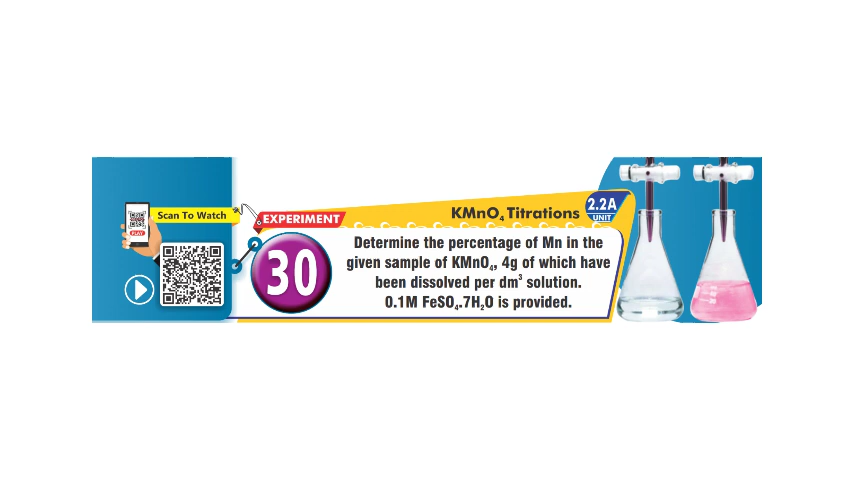 Scan To Watch
PLAY
EXPERIMENT
30
KMnO₄ Titrations
2.2A
UNIT
Determine the percentage of Mn in the
given sample of KMnO₄, 4g of which have
been dissolved per dm³ solution.
0.1M FeSO₄.7H₂O is provided.